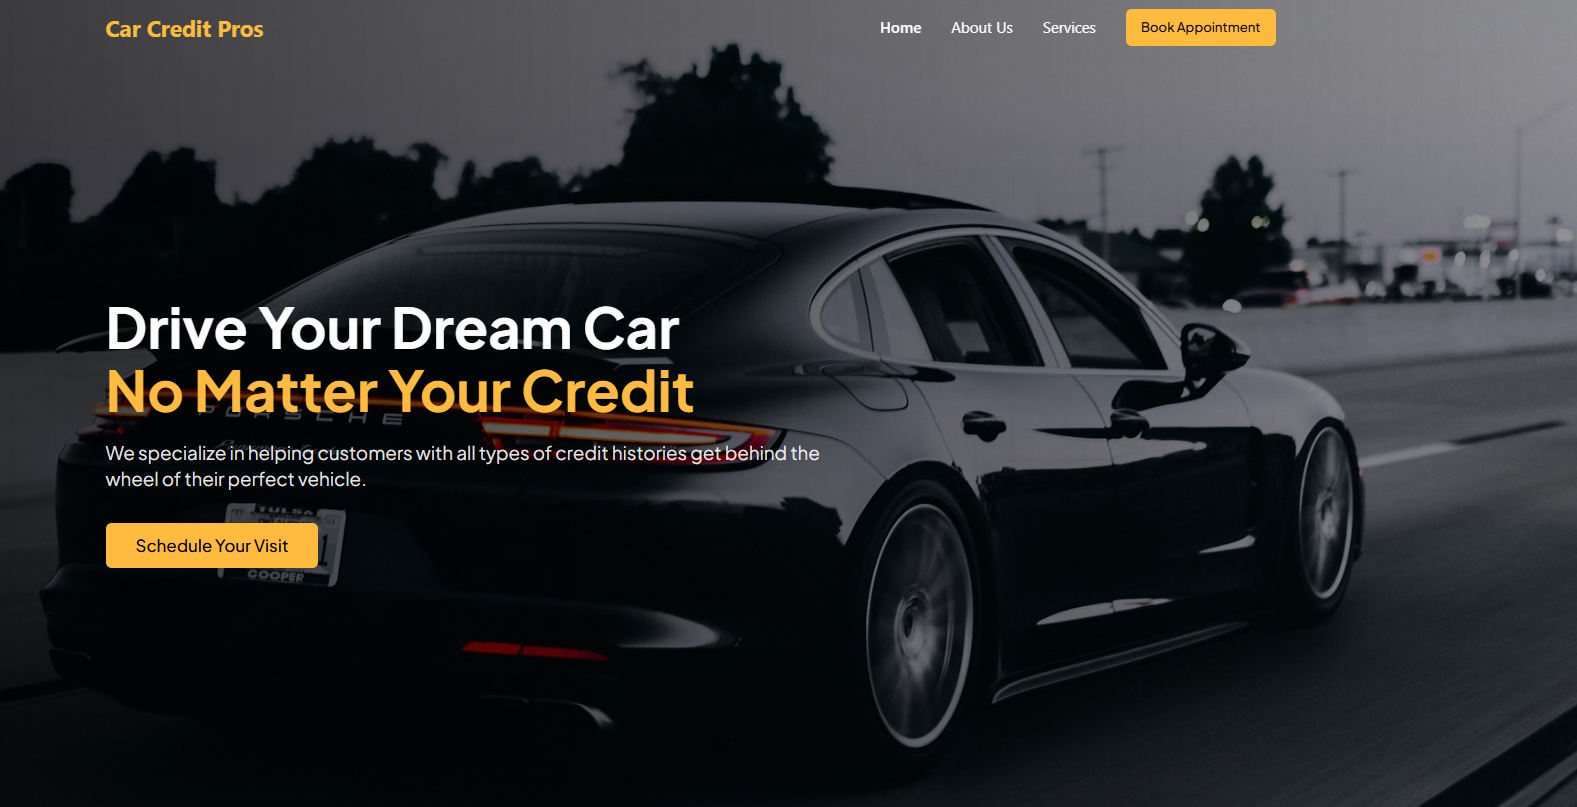 Car Credit Pros
Home About Us Services Book Appointment
Drive Your Dream Car
No Matter Your Credit
PORSCHE
We specialize in helping customers with all types of credit histories get behind the
wheel of their perfect vehicle.
TULSA
Schedule Your Visit
1
COOPER